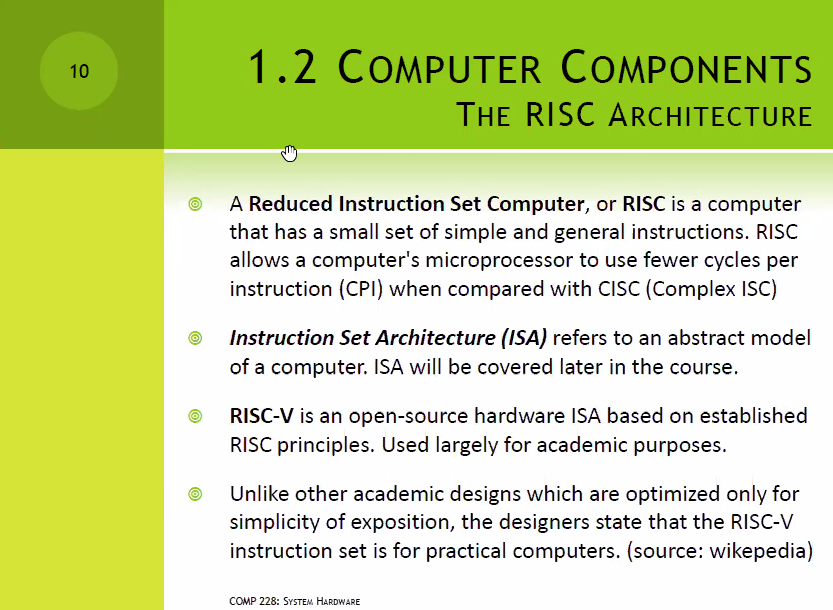 10
1.2 COMPUTER COMPONENTS
THE RISC ARCHITECTURE
A Reduced Instruction Set Computer, or RISC is a computer
that has a small set of simple and general instructions. RISC
allows a computer's microprocessor to use fewer cycles per
instruction (CPI) when compared with CISC (Complex ISC)
Instruction Set Architecture (ISA) refers to an abstract model
of a computer. ISA will be covered later in the course.
RISC-V is an open-source hardware ISA based on established
RISC principles. Used largely for academic purposes.
Unlike other academic designs which are optimized only for
simplicity of exposition, the designers state that the RISC-V
instruction set is for practical computers. (source: wikepedia)
COMP 228: SYSTEM HARDWARE